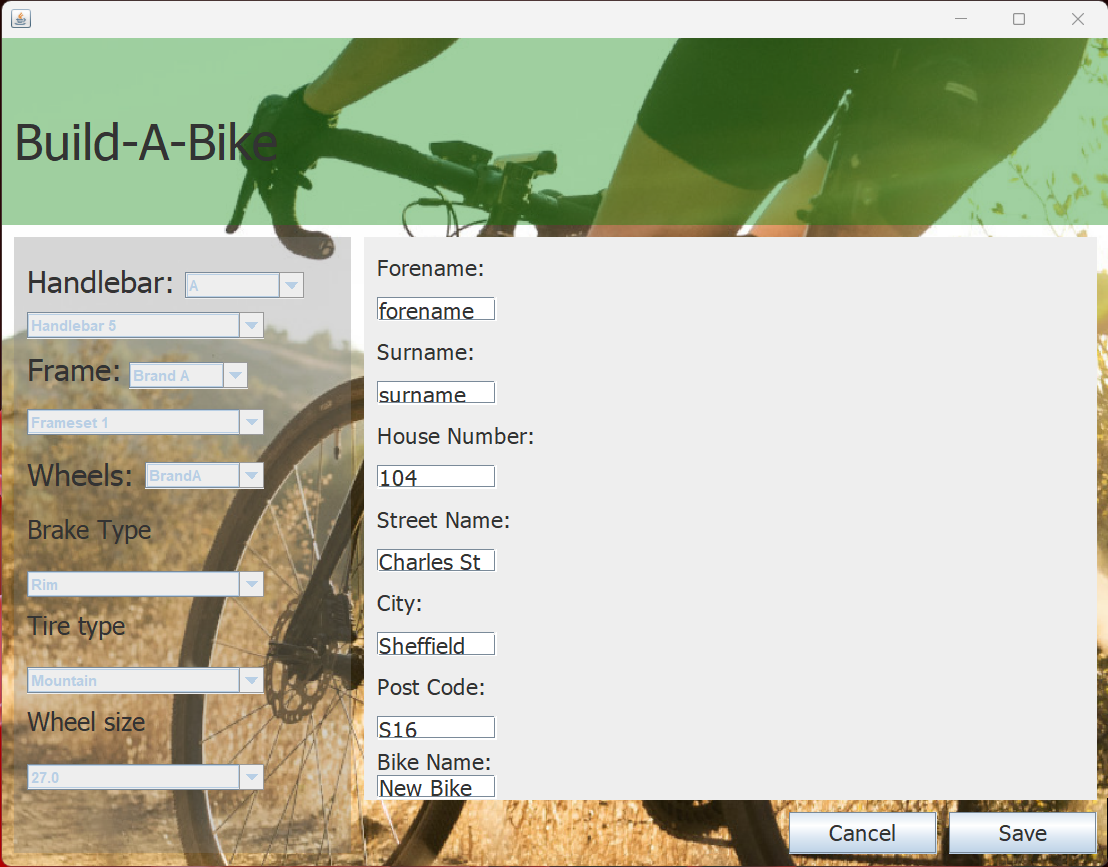 Build-A-Bike
Handlebar: A
Handlebar 5
Frame: Brand A
Frameset 1
Wheels: BrandA
Brake Type
Rim
Tire type
Mountain
Wheel size
27.0
Forename:
forename
Surname:
surname
House Number:
104
Street Name:
Charles St
City:
Sheffield
Post Code:
S16
Bike Name:
New Bike
Cancel Save